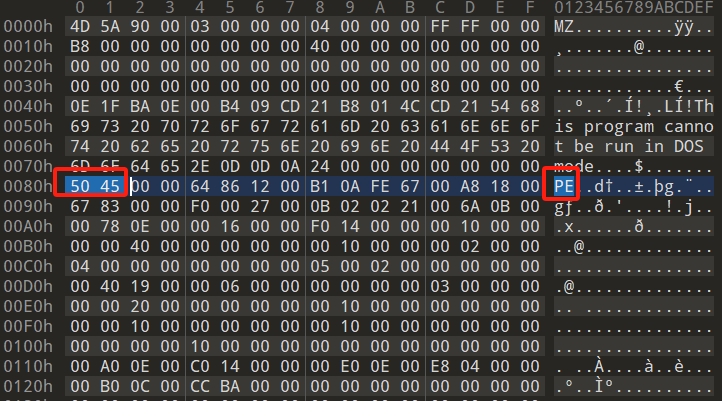 0 1 2 3 4 5 6 7 8 9 A B C D E F 0123456789ABCDEF
0000h 4D 5A 90 00 03 00 00 00 04 00 00 00 FF FF 00 00 MZ..........ÿÿ..
0010h B8 00 00 00 00 00 00 00 40 00 00 00 00 00 00 00 ¸.......@.......
0020h 00 00 00 00 00 00 00 00 00 00 00 00 00 00 00 00 ................
0030h 00 00 00 00 00 00 00 00 00 00 00 00 80 00 00 00 ............€...
0040h 0E 1F BA 0E 00 B4 09 CD 21 B8 01 4C CD 21 54 68 ..º..´.Í!¸.LÍ!Th
0050h 69 73 20 70 72 6F 67 72 61 6D 20 63 61 6E 6E 6F is program canno
0060h 74 20 62 65 20 72 75 6E 20 69 6E 20 44 4F 53 20 t be run in DOS
0070h 6D 6F 64 65 2E 0D 0D 0A 24 00 00 00 00 00 00 00 mode....$.......
0080h 50 45 00 00 64 86 12 00 B1 0A FE 67 00 A8 18 00 PE..d†..±.þg.¨..
0090h 67 83 00 00 F0 00 27 00 0B 02 02 21 00 6A 0B 00 gƒ..ð.'....!.j..
00A0h 00 78 0E 00 00 16 00 00 F0 14 00 00 00 10 00 00 .x......ð.......
00B0h 00 00 40 00 00 00 00 00 00 10 00 00 00 02 00 00 ..@.............
00C0h 04 00 00 00 00 00 00 00 05 00 02 00 00 00 00 00 ................
00D0h 00 40 19 00 00 06 00 00 00 00 00 00 03 00 00 00 .@..............
00E0h 00 00 20 00 00 00 00 00 00 10 00 00 00 00 00 00 .. .............
00F0h 00 00 10 00 00 00 00 00 00 10 00 00 00 00 00 00 ................
0100h 00 00 00 00 10 00 00 00 00 00 00 00 00 00 00 00 ................
0110h 00 A0 0E 00 C0 14 00 00 00 E0 0E 00 E8 04 00 00 . ..À....à..è...
0120h 00 B0 0C 00 CC BA 00 00 00 00 00 00 00 00 00 00 .°..Ìº..........